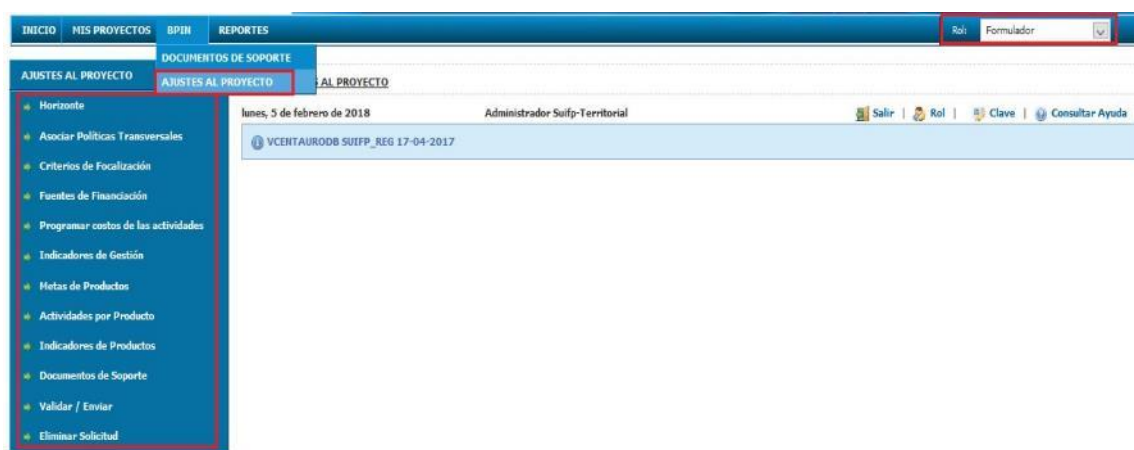 INICIO MIS PROYECTOS BPIN REPORTES Rol: Formulador
DOCUMENTOS DE SOPORTE
AJUSTES AL PROYECTO
AJUSTES AL PROYECTO
S AL PROYECTO
lunes, 5 de febrero de 2018 Administrador Suifp-Territorial Salir | Rol | Clave | Consultar Ayuda
VCENTAURODB SUIFP_REG 17-04-2017
Horizonte
Asociar Políticas Transversales
Criterios de Focalización
Fuentes de Financiación
Programar costos de las actividades
Indicadores de Gestión
Metas de Productos
Actividades por Producto
Indicadores de Productos
Documentos de Soporte
Validar / Enviar
Eliminar Solicitud